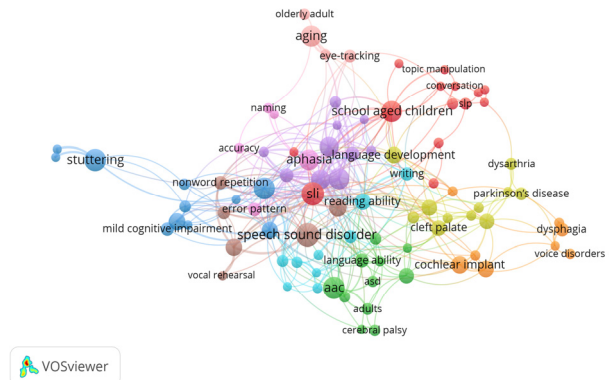 olderly adult
aging
eye-tracking
topic manipulation
conversation
naming
school aged children
slp
accuracy
stuttering
aphasia
language development
dysarthria
nonword repetition
sli
writing
reading ability
parkinson's disease
error pattern
mild cognitive impairment
speech sound disorder
cleft palate
dysphagia
vocal rehearsal
language ability
cochlear implant
voice disorders
aac
asd
adults
cerebral palsy
VOSviewer